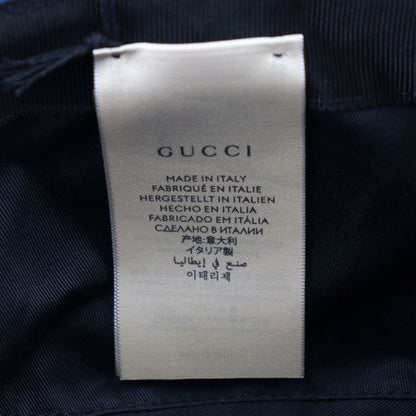 GUCCI
MADE IN ITALY
FABRIQUÉ EN ITALIE
HERGESTELLT IN ITALIEN
HECHO EN ITALIA
FABRICADO EM ITÁLIA
СДЕЛАНО В ИТАЛИИ
产地:意大利
イタリア製
صنع في إيطاليا
이태리제